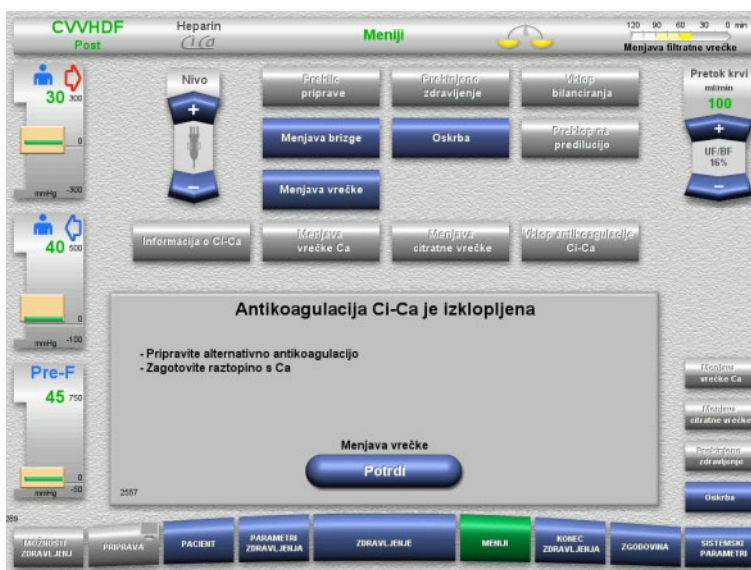 CVVHDF
Post
Heparin
Ci Ca
Meniji
120 90 60 30 0 min
Menjava filtratne vrečke
30 300
0
mmHg -300
Nivo
+
−
Prekilc
priprave
Prekinjeno
zdravljenje
Vklop
bilanciranja
Menjava brizge
Oskrba
Preklop na
predilucijo
Menjava vrečke
Pretok krvi
ml/min
100
+
UF/BF
16%
−
40 500
0
mmHg -100
Informacija o Ci-Ca
Menjava
vrečke Ca
Menjava
citratne vrečke
Vklop antikoagulacije
Ci-Ca
Antikoagulacija Ci-Ca je izklopljena
- Pripravite alternativno antikoagulacijo
- Zagotovite raztopino s Ca
Menjava vrečke
Potrdi
2557
Pre-F
45 750
0
mmHg -50
Menjava
vrečke Ca
Menjava
citratne vrečke
Prekinjeno
zdravljenje
Oskrba
269
MOŽNOSTI
ZDRAVLJENJ
PRIPRAVA
PACIENT
PARAMETRI
ZDRAVLJENJA
ZDRAVLJENJE
MENIJI
KONEC
ZDRAVLJENJA
ZGODOVINA
SISTEMSKI
PARAMETRI